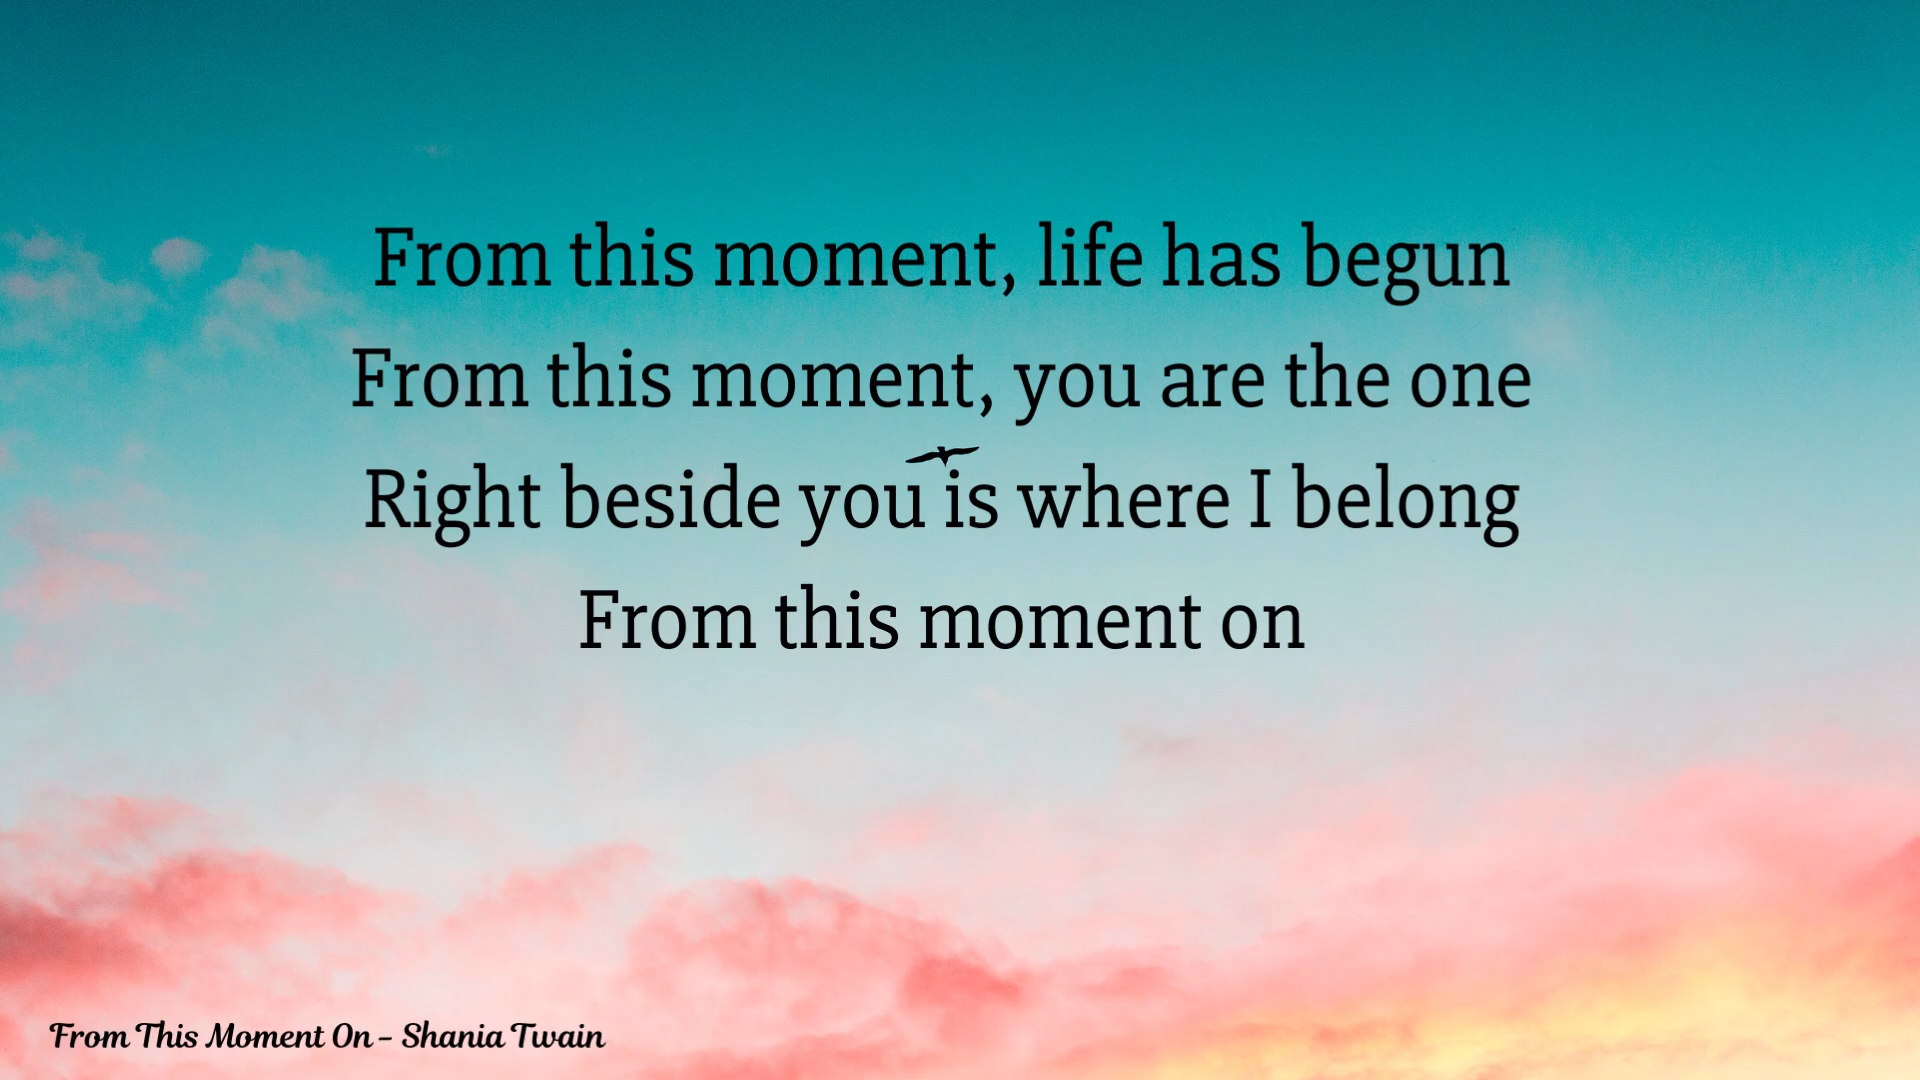 From this moment, life has begun
From this moment, you are the one
Right beside you is where I belong
From this moment on
From This Moment On - Shania Twain